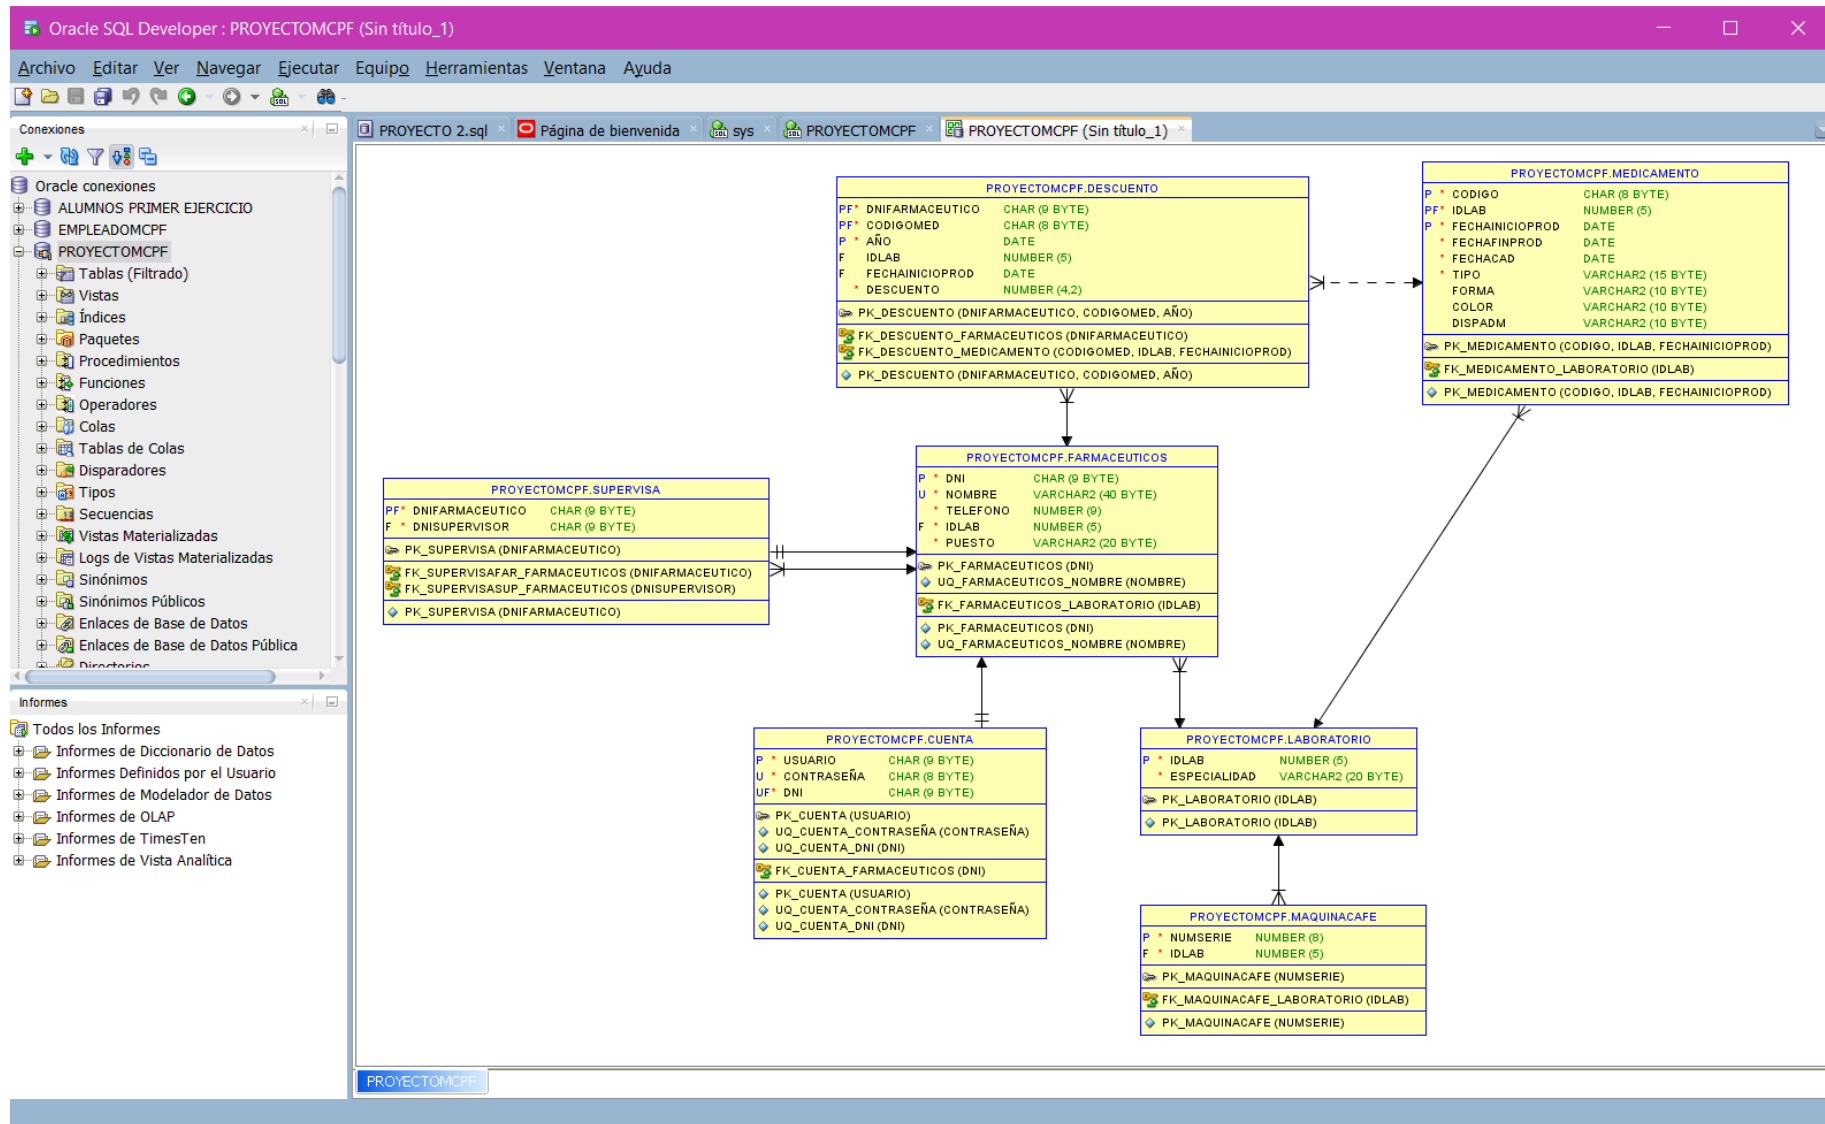 Oracle SQL Developer : PROYECTOMCPF (Sin título_1)
Archivo Editar Ver Navegar Ejecutar Equipo Herramientas Ventana Ayuda
Conexiones
Oracle conexiones
ALUMNOS PRIMER EJERCICIO
EMPLEADOMCPF
PROYECTOMCPF
Tablas (Filtrado)
Vistas
Índices
Paquetes
Procedimientos
Funciones
Operadores
Colas
Tablas de Colas
Disparadores
Tipos
Secuencias
Vistas Materializadas
Logs de Vistas Materializadas
Sinónimos
Sinónimos Públicos
Enlaces de Base de Datos
Enlaces de Base de Datos Pública
Directorios
Informes
Todos los Informes
Informes de Diccionario de Datos
Informes Definidos por el Usuario
Informes de Modelador de Datos
Informes de OLAP
Informes de TimesTen
Informes de Vista Analítica
PROYECTO 2.sql Página de bienvenida sys PROYECTOMCPF PROYECTOMCPF (Sin título_1)
PROYECTOMCPF.DESCUENTO
PF* DNIFARMACEUTICO CHAR (9 BYTE)
PF* CODIGOMED CHAR (8 BYTE)
P * AÑO DATE
F IDLAB NUMBER (5)
F FECHAINICIOPROD DATE
* DESCUENTO NUMBER (4,2)
PK_DESCUENTO (DNIFARMACEUTICO, CODIGOMED, AÑO)
FK_DESCUENTO_FARMACEUTICOS (DNIFARMACEUTICO)
FK_DESCUENTO_MEDICAMENTO (CODIGOMED, IDLAB, FECHAINICIOPROD)
PK_DESCUENTO (DNIFARMACEUTICO, CODIGOMED, AÑO)
PROYECTOMCPF.MEDICAMENTO
P * CODIGO CHAR (8 BYTE)
PF* IDLAB NUMBER (5)
P * FECHAINICIOPROD DATE
* FECHAFINPROD DATE
* FECHACAD DATE
* TIPO VARCHAR2 (15 BYTE)
FORMA VARCHAR2 (10 BYTE)
COLOR VARCHAR2 (10 BYTE)
DISPADM VARCHAR2 (10 BYTE)
PK_MEDICAMENTO (CODIGO, IDLAB, FECHAINICIOPROD)
FK_MEDICAMENTO_LABORATORIO (IDLAB)
PK_MEDICAMENTO (CODIGO, IDLAB, FECHAINICIOPROD)
PROYECTOMCPF.SUPERVISA
PF* DNIFARMACEUTICO CHAR (9 BYTE)
F * DNISUPERVISOR CHAR (9 BYTE)
PK_SUPERVISA (DNIFARMACEUTICO)
FK_SUPERVISAFAR_FARMACEUTICOS (DNIFARMACEUTICO)
FK_SUPERVISASUP_FARMACEUTICOS (DNISUPERVISOR)
PK_SUPERVISA (DNIFARMACEUTICO)
PROYECTOMCPF.FARMACEUTICOS
P * DNI CHAR (9 BYTE)
U * NOMBRE VARCHAR2 (40 BYTE)
* TELEFONO NUMBER (9)
F * IDLAB NUMBER (5)
* PUESTO VARCHAR2 (20 BYTE)
PK_FARMACEUTICOS (DNI)
UQ_FARMACEUTICOS_NOMBRE (NOMBRE)
FK_FARMACEUTICOS_LABORATORIO (IDLAB)
PK_FARMACEUTICOS (DNI)
UQ_FARMACEUTICOS_NOMBRE (NOMBRE)
PROYECTOMCPF.CUENTA
P * USUARIO CHAR (9 BYTE)
U * CONTRASEÑA CHAR (8 BYTE)
UF* DNI CHAR (9 BYTE)
PK_CUENTA (USUARIO)
UQ_CUENTA_CONTRASEÑA (CONTRASEÑA)
UQ_CUENTA_DNI (DNI)
FK_CUENTA_FARMACEUTICOS (DNI)
PK_CUENTA (USUARIO)
UQ_CUENTA_CONTRASEÑA (CONTRASEÑA)
UQ_CUENTA_DNI (DNI)
PROYECTOMCPF.LABORATORIO
P * IDLAB NUMBER (5)
* ESPECIALIDAD VARCHAR2 (20 BYTE)
PK_LABORATORIO (IDLAB)
PK_LABORATORIO (IDLAB)
PROYECTOMCPF.MAQUINACAFE
P * NUMSERIE NUMBER (8)
F * IDLAB NUMBER (5)
PK_MAQUINACAFE (NUMSERIE)
FK_MAQUINACAFE_LABORATORIO (IDLAB)
PK_MAQUINACAFE (NUMSERIE)
PROYECTOMCPF